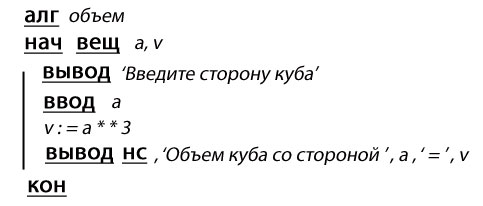 алг объем
нач вещ a, v
вывод ‘Введите сторону куба’
ввод a
v : = a * * 3
вывод нс , ‘Объем куба со стороной ’ , a , ‘ = ’ , v
кон